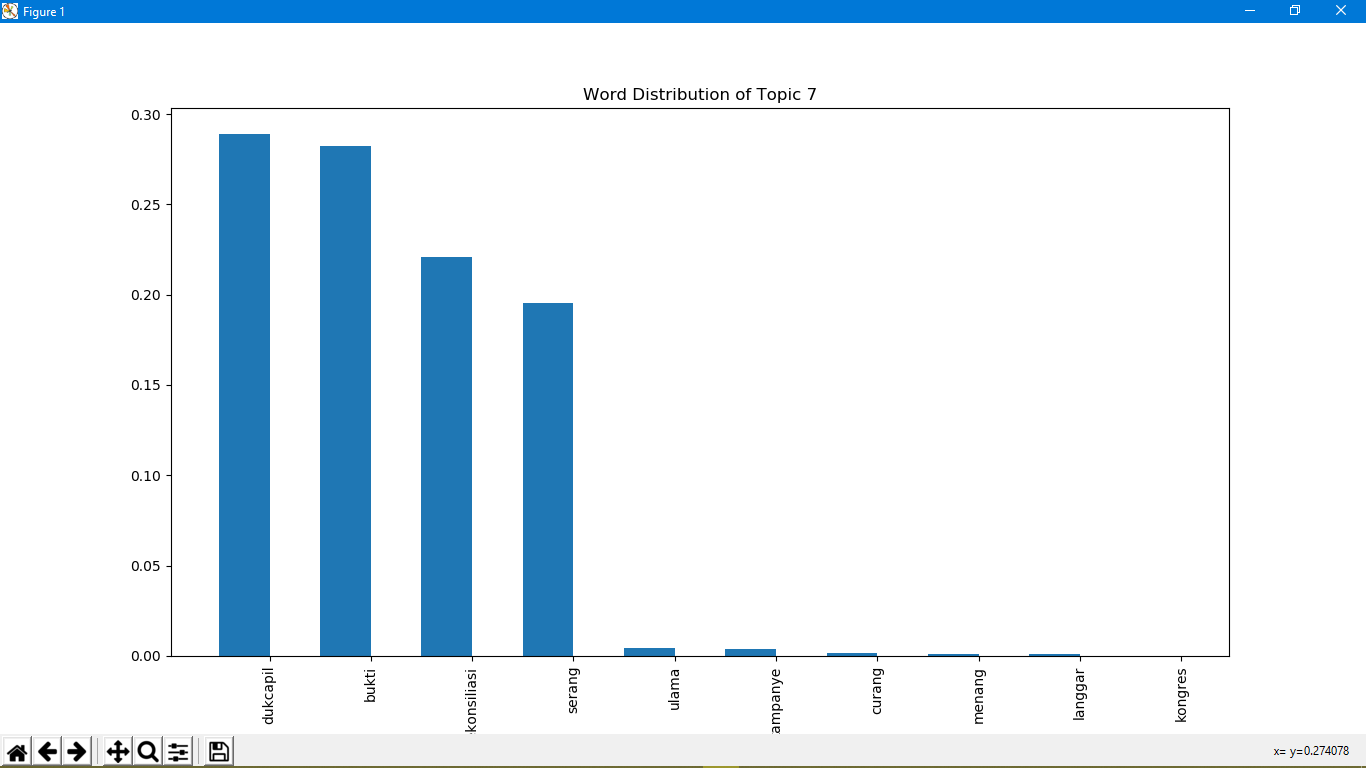 Figure 1
Word Distribution of Topic 7
0.30
0.25
0.20
0.15
0.10
0.05
0.00
dukcapil
bukti
konsiliasi
serang
ulama
ampanye
curang
menang
langgar
kongres
x= y=0.274078